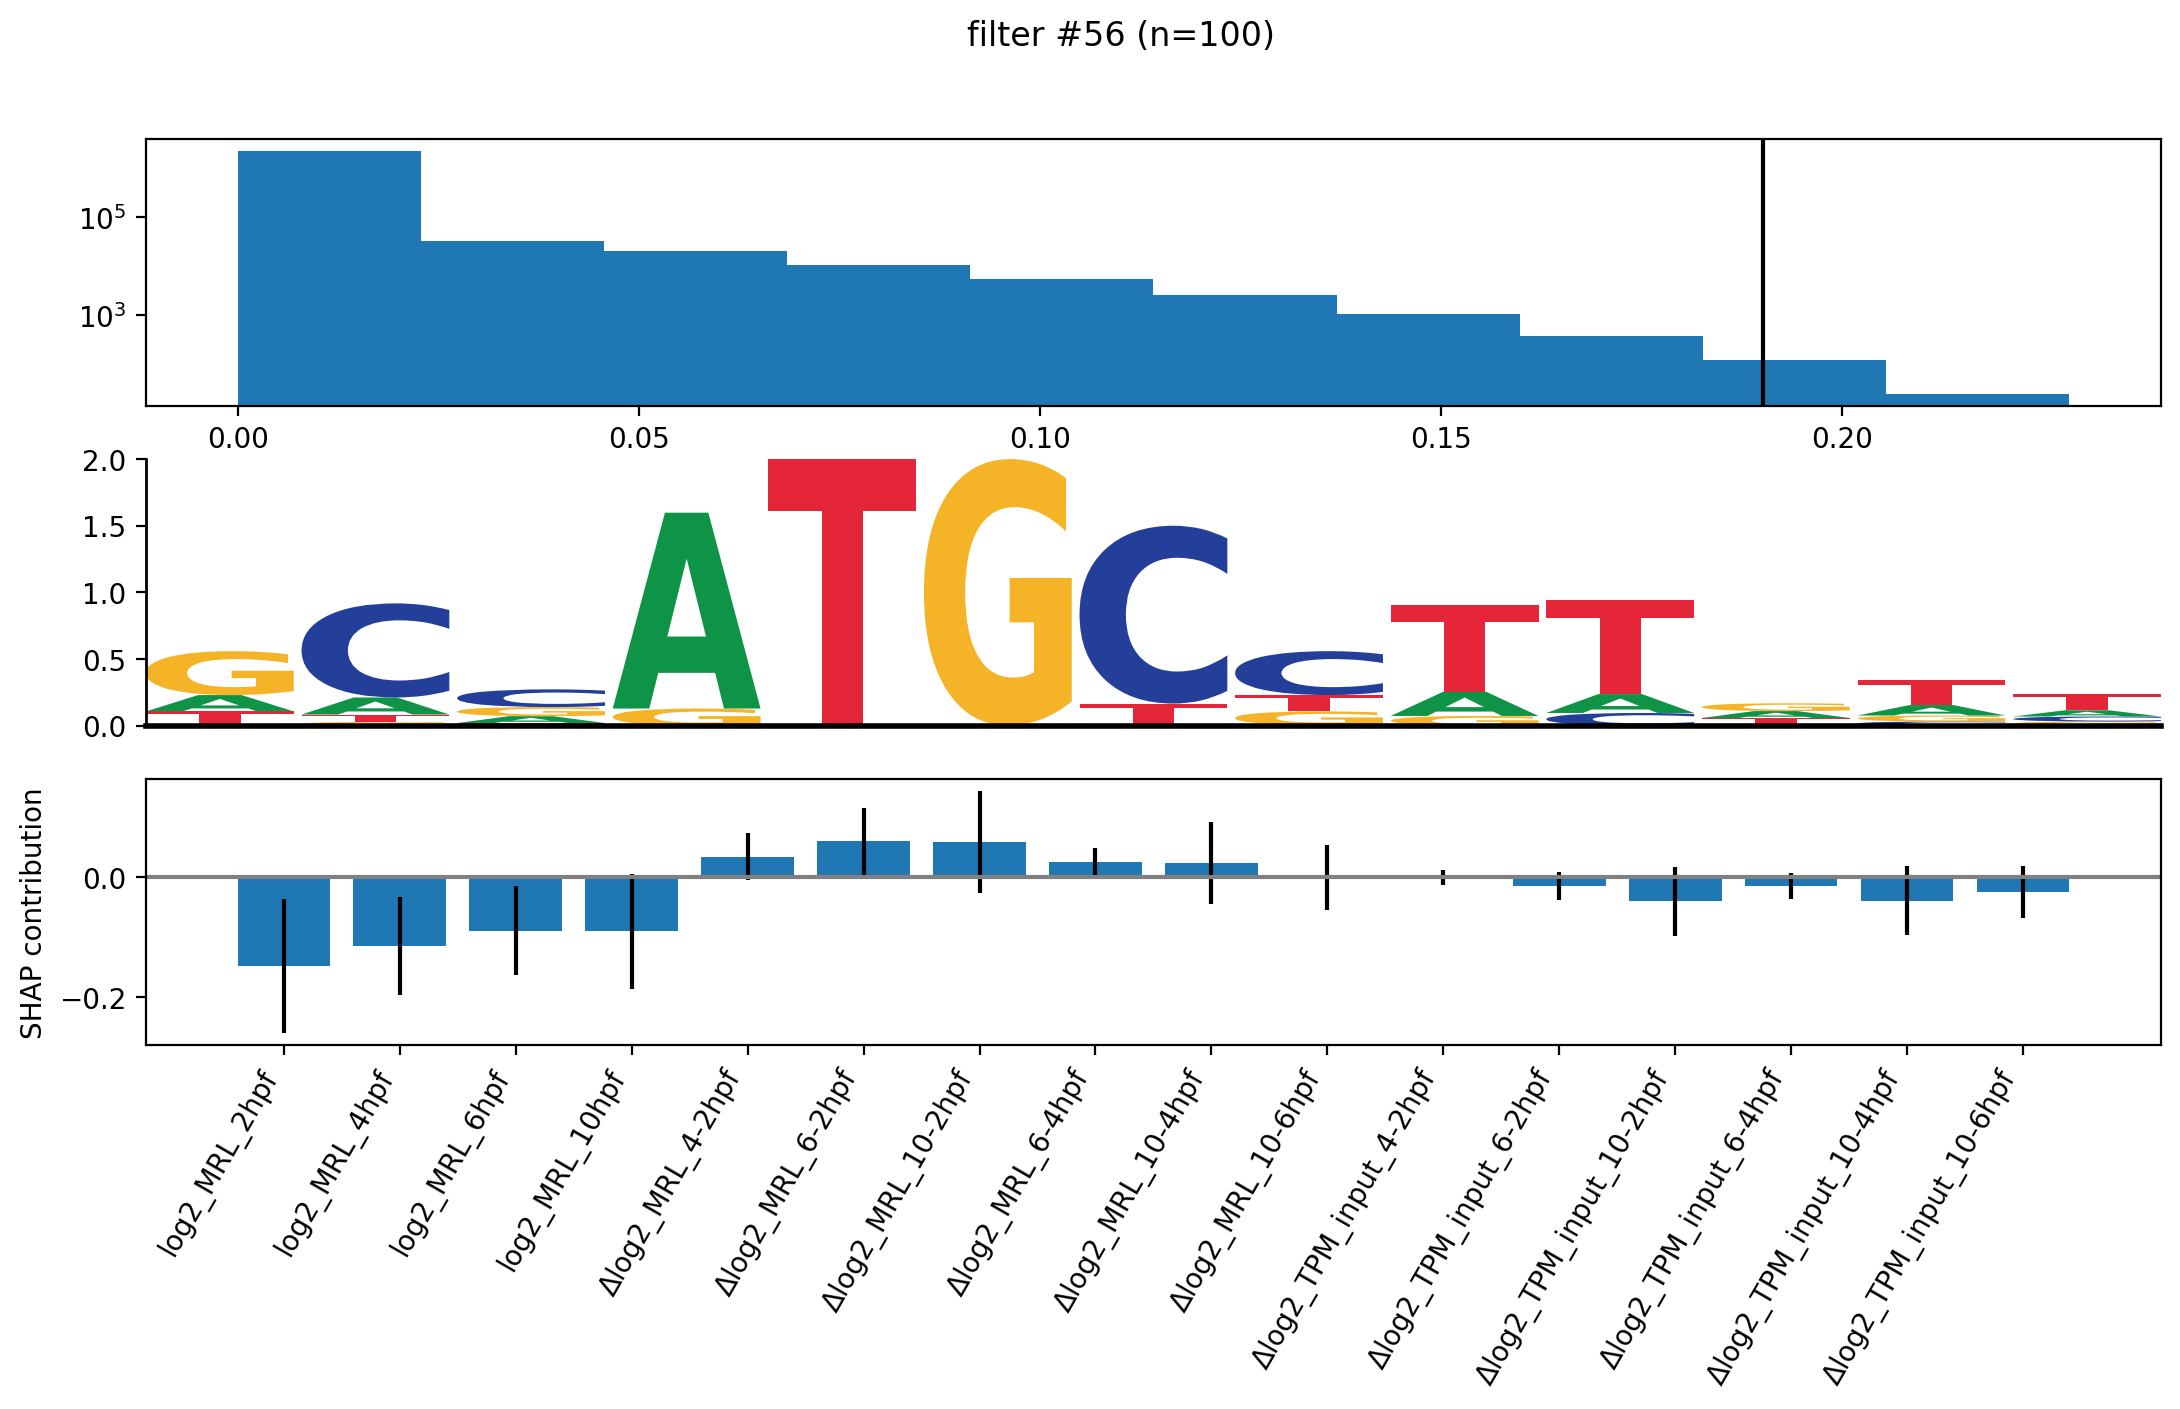 filter #56 (n=100)
10^5
10^3
0.00 0.05 0.10 0.15 0.20
2.0
1.5
1.0
0.5
0.0
G C C A T G C C T T G T T
A A G G T T A A A A A
T T A G G C T G C
SHAP contribution
0.0
−0.2
log2_MRL_2hpf
log2_MRL_4hpf
log2_MRL_6hpf
log2_MRL_10hpf
Δlog2_MRL_4-2hpf
Δlog2_MRL_6-2hpf
Δlog2_MRL_10-2hpf
Δlog2_MRL_6-4hpf
Δlog2_MRL_10-4hpf
Δlog2_MRL_10-6hpf
Δlog2_TPM_input_4-2hpf
Δlog2_TPM_input_6-2hpf
Δlog2_TPM_input_10-2hpf
Δlog2_TPM_input_6-4hpf
Δlog2_TPM_input_10-4hpf
Δlog2_TPM_input_10-6hpf